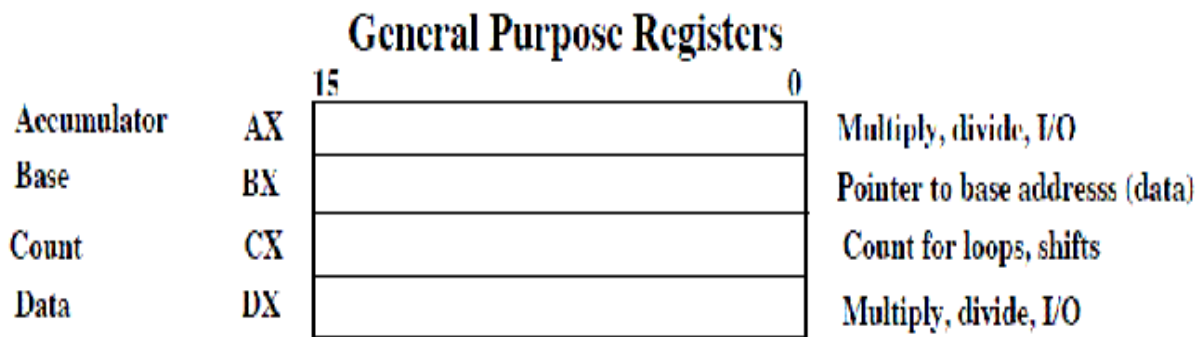 General Purpose Registers
15 0
Accumulator AX Multiply, divide, I/O
Base BX Pointer to base addresss (data)
Count CX Count for loops, shifts
Data DX Multiply, divide, I/O